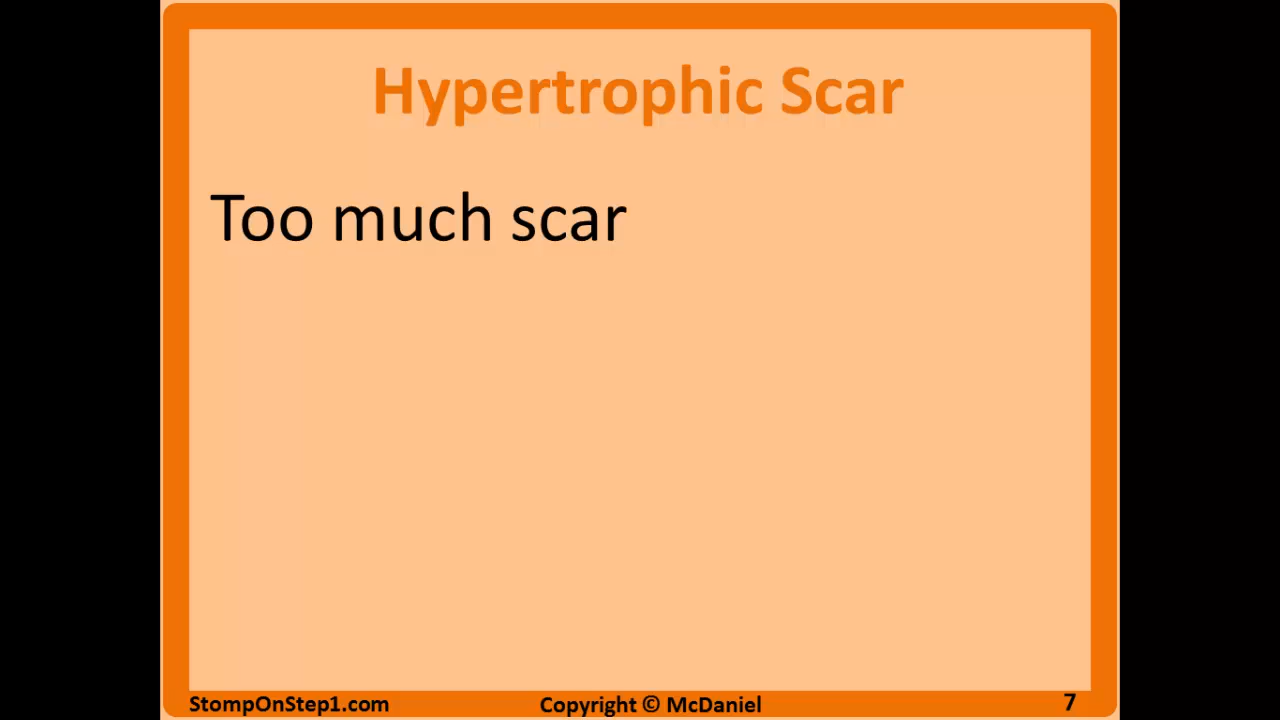 Hypertrophic Scar
Too much scar
StompOnStep1.com
Copyright © McDaniel
7